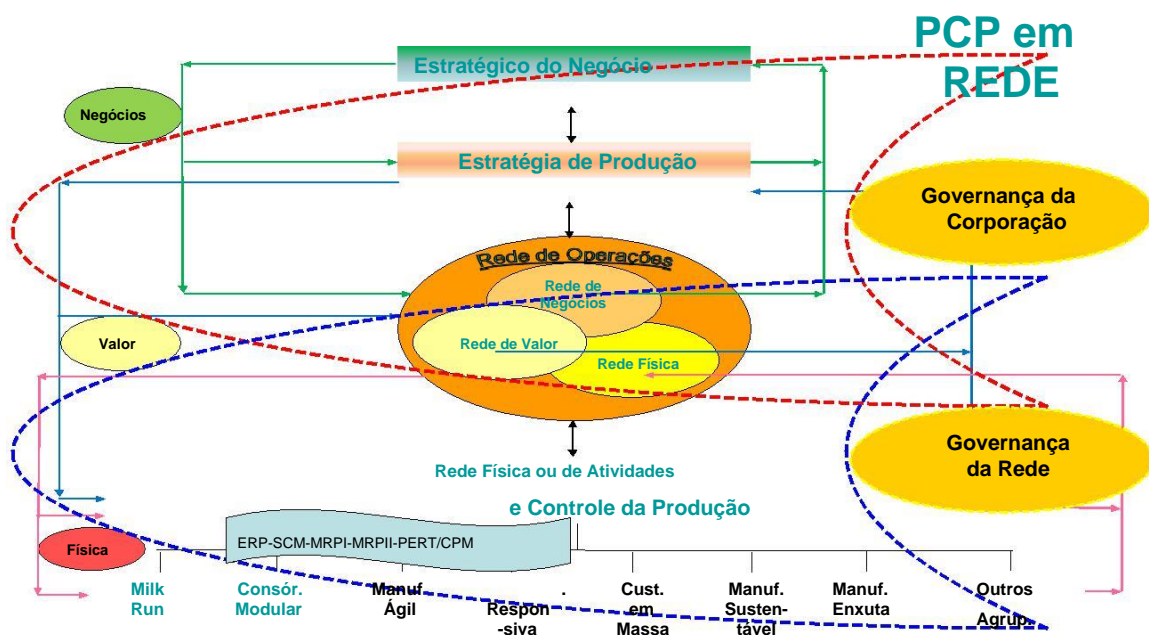 PCP em
REDE
Estratégico do Negócio
Negócios
Estratégia de Produção
Governança da
Corporação
Rede de Operações
Rede de
Negócios
Valor
Rede de Valor
Rede Física
Governança
da Rede
Rede Física ou de Atividades
e Controle da Produção
ERP-SCM-MRPI-MRPII-PERT/CPM
Física
Milk
Run
Consór.
Modular
Manuf.
Ágil
.
Respon
-siva
Cust.
em
Massa
Manuf.
Susten-
tável
Manuf.
Enxuta
Outros
Agrup.